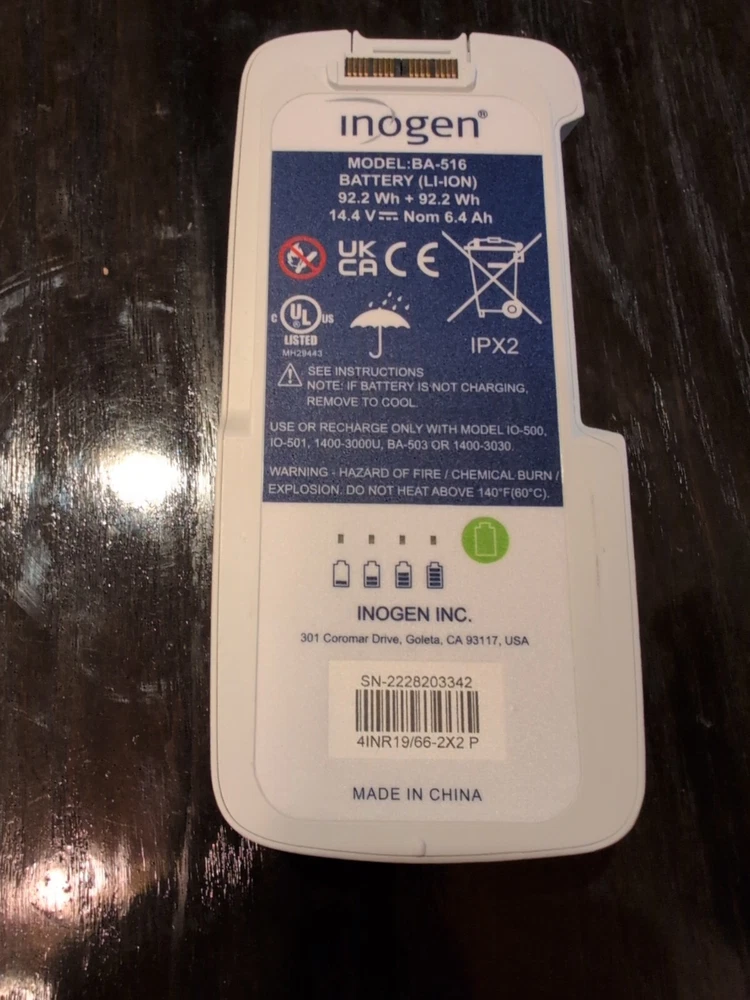 inogen®
MODEL:BA-516
BATTERY (LI-ION)
92.2 Wh + 92.2 Wh
14.4 V⎓ Nom 6.4 Ah
UK
CA CE
C UL ® US
LISTED
MH29443
IPX2
SEE INSTRUCTIONS
NOTE: IF BATTERY IS NOT CHARGING,
REMOVE TO COOL.
USE OR RECHARGE ONLY WITH MODEL IO-500,
IO-501, 1400-3000U, BA-503 OR 1400-3030.
WARNING - HAZARD OF FIRE / CHEMICAL BURN /
EXPLOSION. DO NOT HEAT ABOVE 140°F(60°C).
INOGEN INC.
301 Coromar Drive, Goleta, CA 93117, USA
SN-2228203342
4INR19/66-2X2 P
MADE IN CHINA